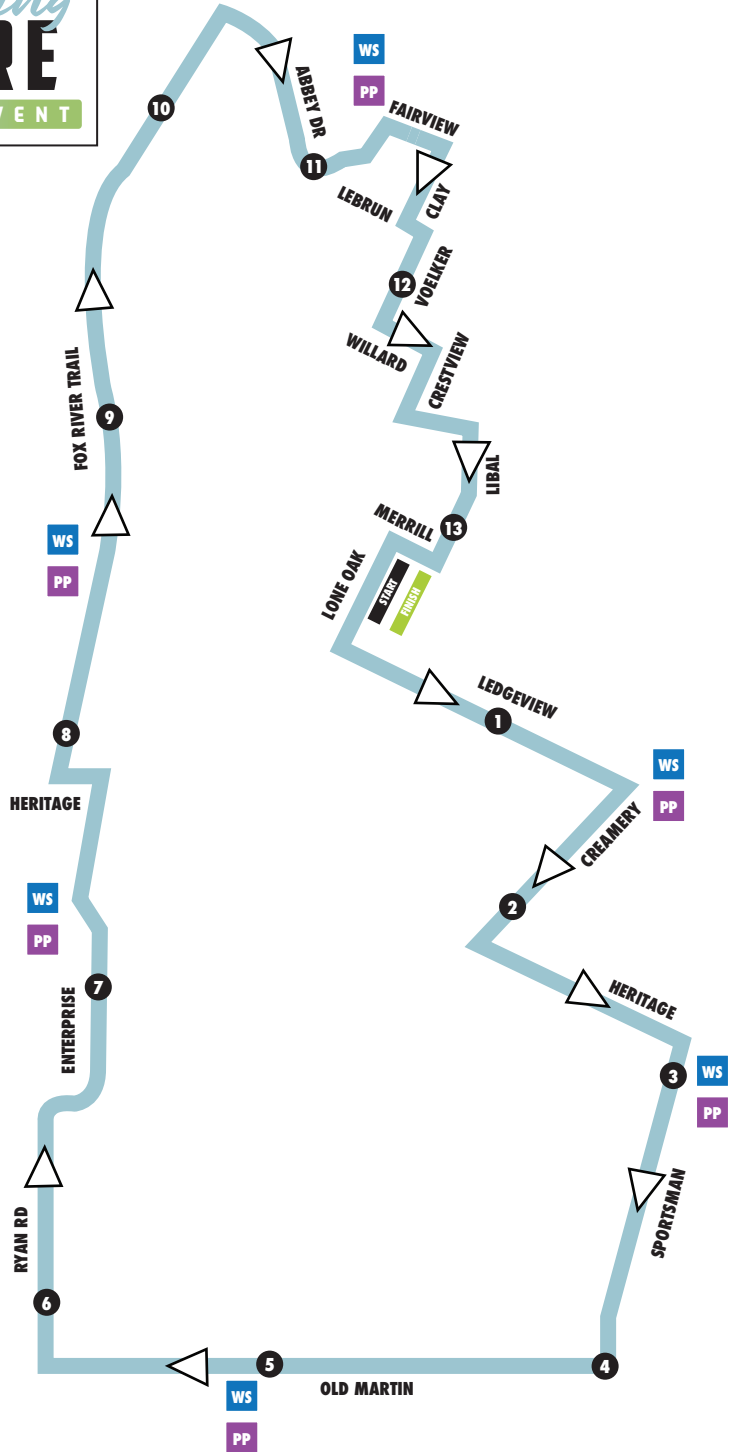 RE
VENT
10
ABBEY DR
WS
PP
FAIRVIEW
11
LEBRUN
CLAY
12
VOELKER
WILLARD
CRESTVIEW
FOX RIVER TRAIL
9
LIBAL
MERRILL
13
WS
PP
LONE OAK
START
FINISH
LEDGEVIEW
1
8
HERITAGE
WS
PP
CREAMERY
2
WS
PP
HERITAGE
7
ENTERPRISE
3
WS
PP
SPORTSMAN
RYAN RD
6
5
4
OLD MARTIN
WS
PP